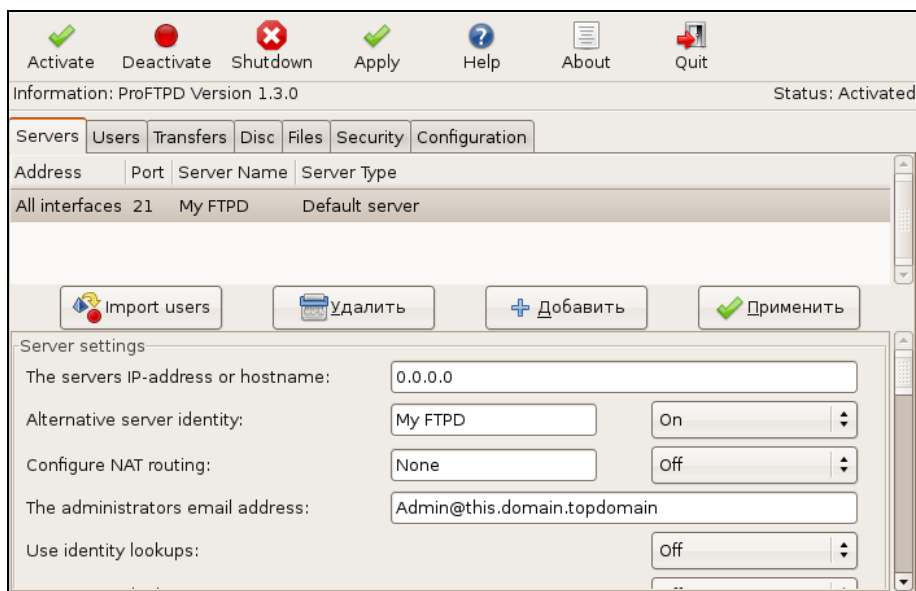 Activate Deactivate Shutdown Apply Help About Quit
Information: ProFTPD Version 1.3.0 Status: Activated
Servers Users Transfers Disc Files Security Configuration
Address Port Server Name Server Type
All interfaces 21 My FTPD Default server
Import users Удалить Добавить Применить
Server settings
The servers IP-address or hostname: 0.0.0.0
Alternative server identity: My FTPD On
Configure NAT routing: None Off
The administrators email address: Admin@this.domain.topdomain
Use identity lookups: Off